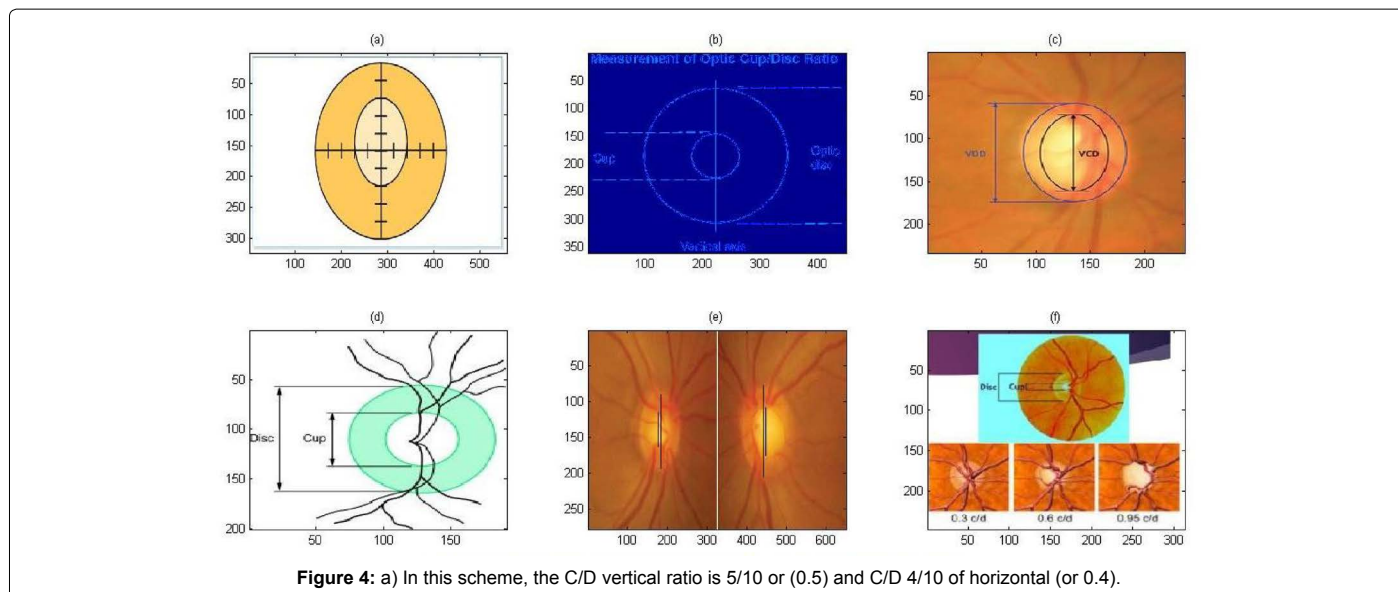 (a)
50
100
150
200
250
300
100 200 300 400 500
(b)
Measurement of Optic Cup/Disc Ratio
50
100
150
200
250
300
350
Cup
Optic
disc
Vertical axis
100 200 300 400
(c)
50
100
150
200
VDD
VCD
50 100 150 200
(d)
50
100
150
200
Disc
Cup
50 100 150
(e)
50
100
150
200
250
100 200 300 400 500 600
(f)
50
100
150
200
Disc
Cup
0.3 c/d 0.6 c/d 0.95 c/d
50 100 150 200 250 300
Figure 4: a) In this scheme, the C/D vertical ratio is 5/10 or (0.5) and C/D 4/10 of horizontal (or 0.4).